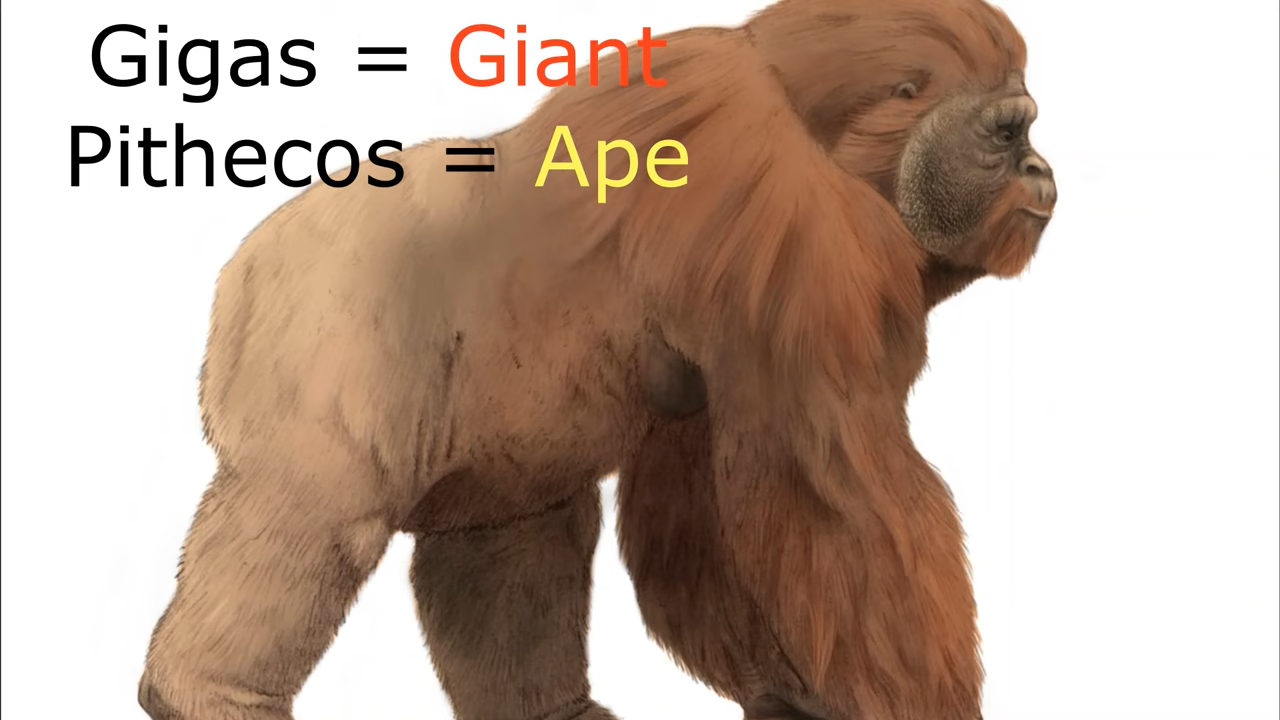 Gigas = Giant
Pithecos = Ape